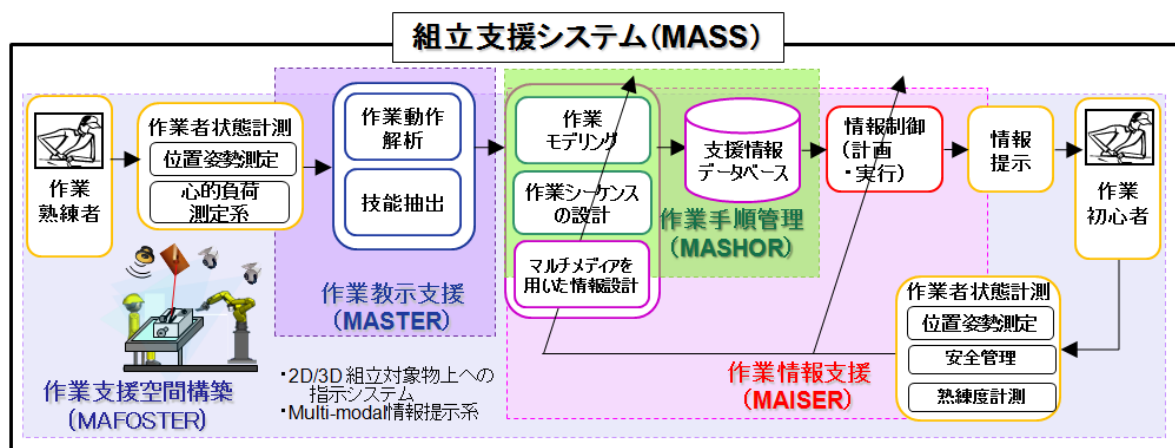 組立支援システム(MASS)
作業
熟練者
作業者状態計測
位置姿勢測定
心的負荷
測定系
作業動作
解析
技能抽出
作業教示支援
(MASTER)
作業
モデリング
作業シーケンス
の設計
マルチメディアを
用いた情報設計
支援情報
データベース
作業手順管理
(MASHOR)
情報制御
(計画
・実行)
情報
提示
作業
初心者
作業者状態計測
位置姿勢測定
安全管理
熟練度計測
作業情報支援
(MAISER)
作業支援空間構築
(MAFOSTER)
・2D/3D 組立対象物上への
指示システム
・Multi-modal情報提示系